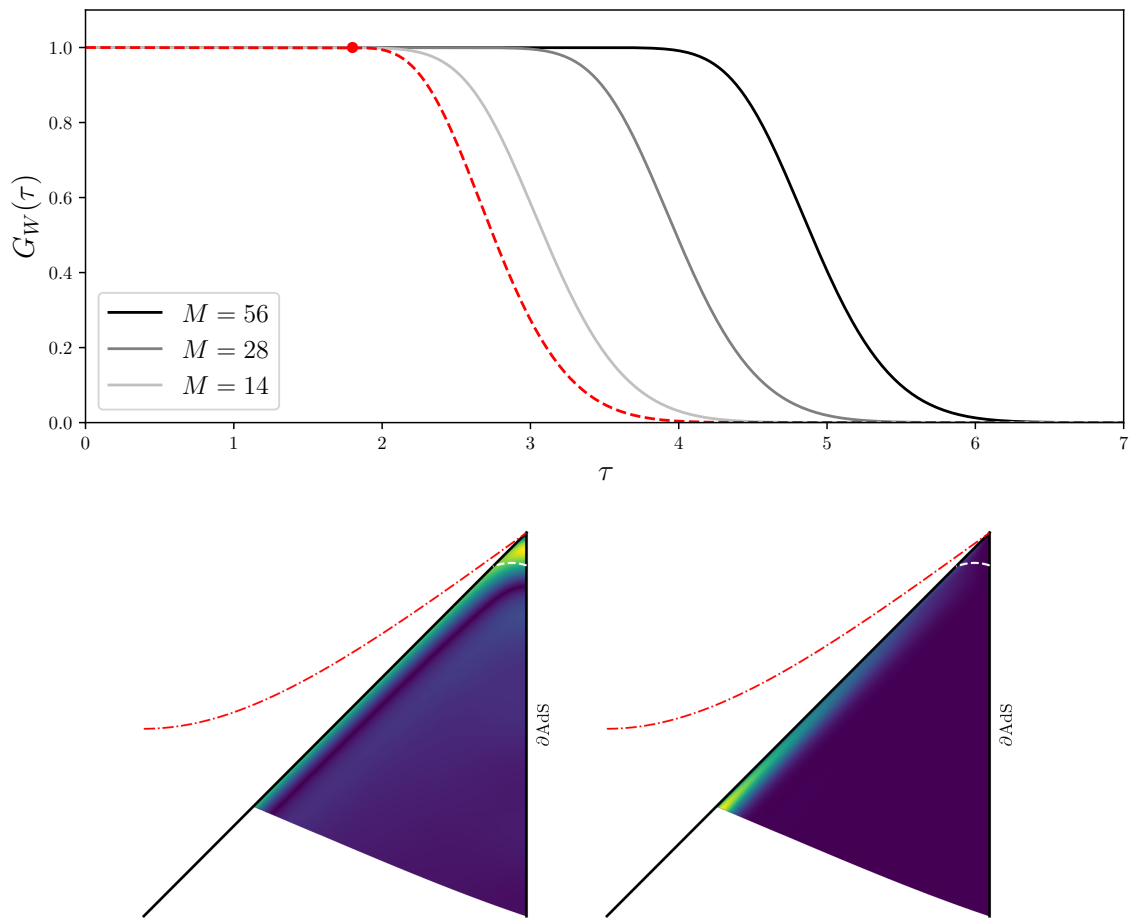 1.0
0.8
0.6
0.4
0.2
0.0
G_W(τ)
M = 56
M = 28
M = 14
0 1 2 3 4 5 6 7
τ
∂AdS ∂AdS